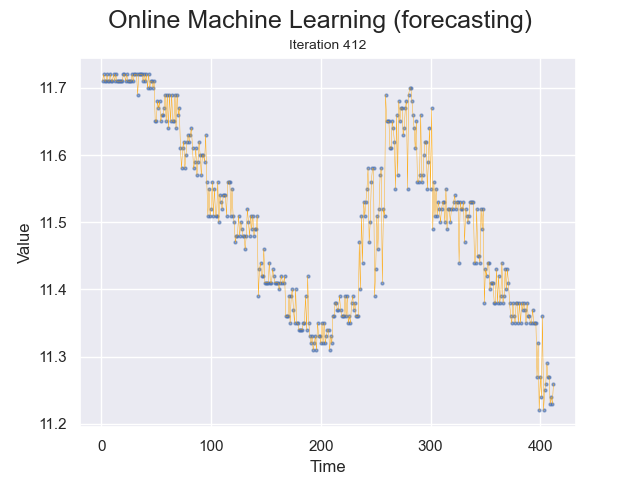 Online Machine Learning (forecasting)
Iteration 412
11.7
11.6
11.5
11.4
11.3
11.2
Value
0 100 200 300 400
Time